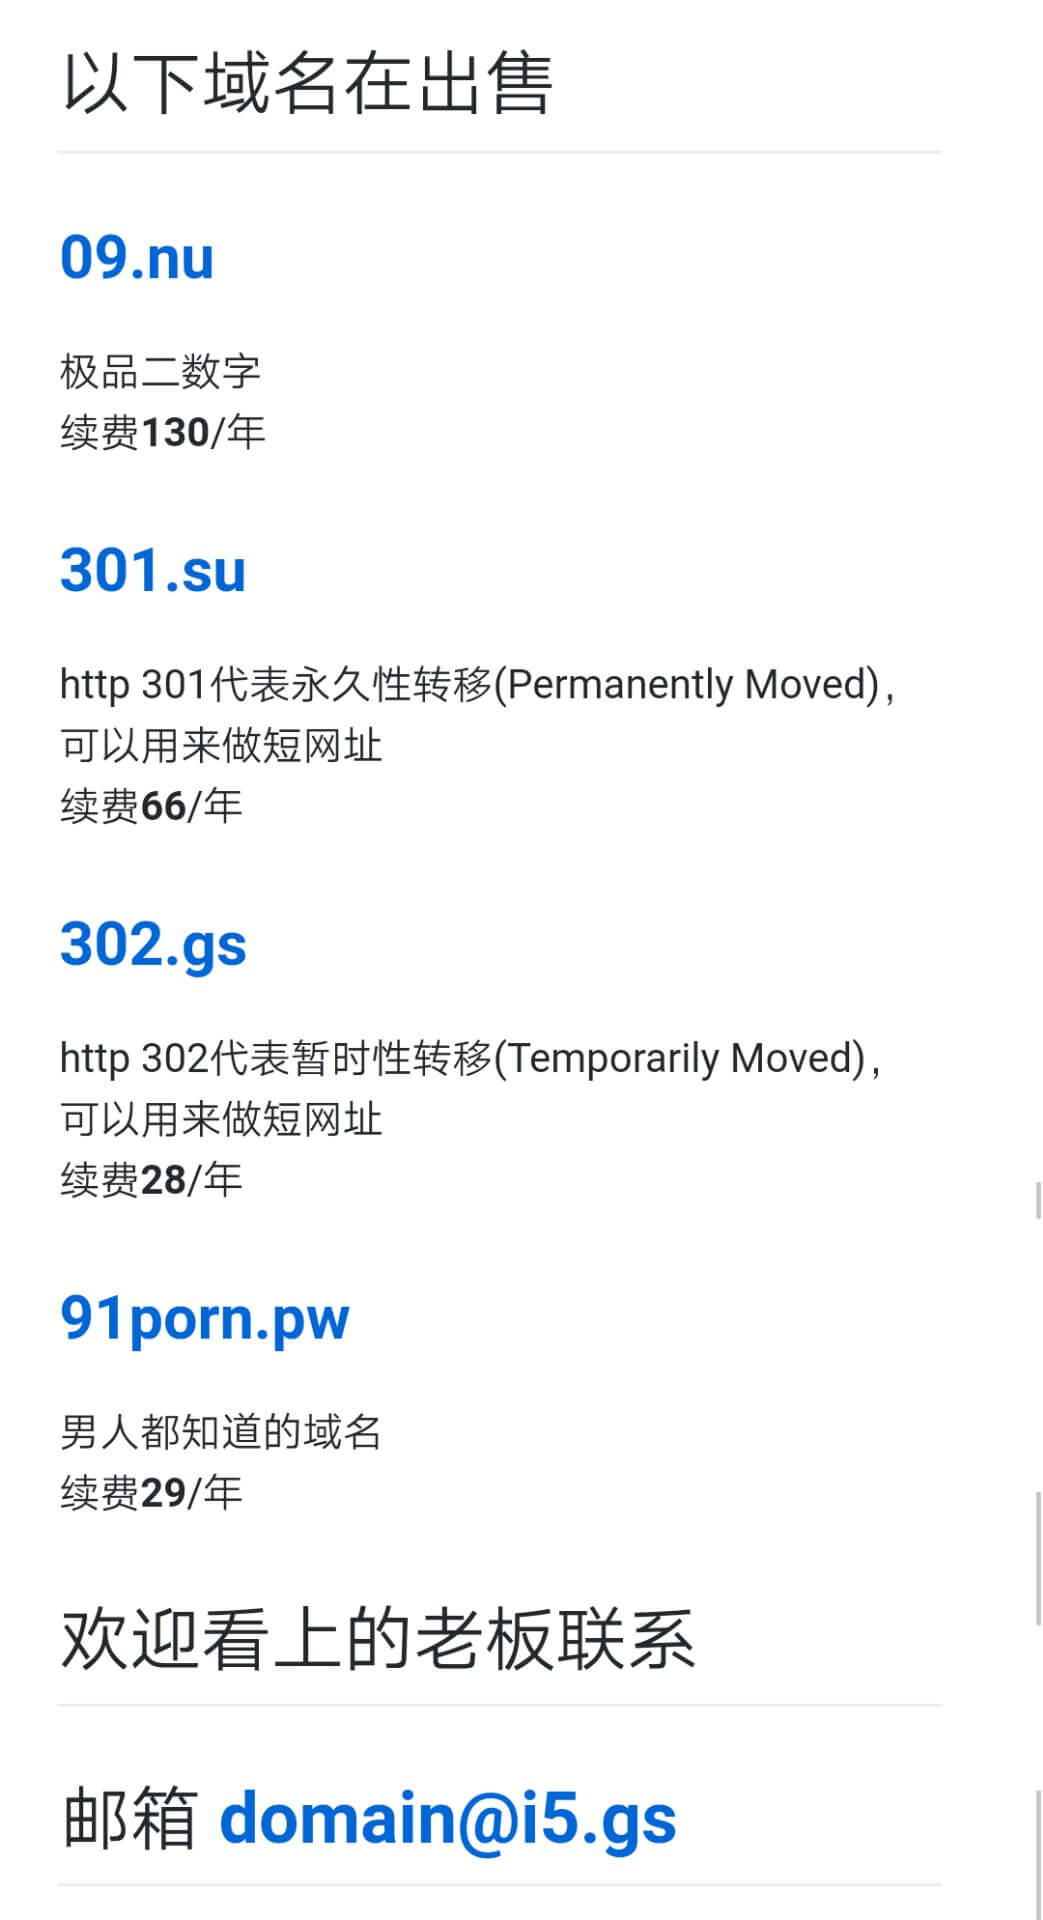 以下域名在出售
09.nu
极品二数字
续费130/年
301.su
http 301代表永久性转移(Permanently Moved)，
可以用来做短网址
续费66/年
302.gs
http 302代表暂时性转移(Temporarily Moved)，
可以用来做短网址
续费28/年
91porn.pw
男人都知道的域名
续费29/年
欢迎看上的老板联系
邮箱 domain@i5.gs